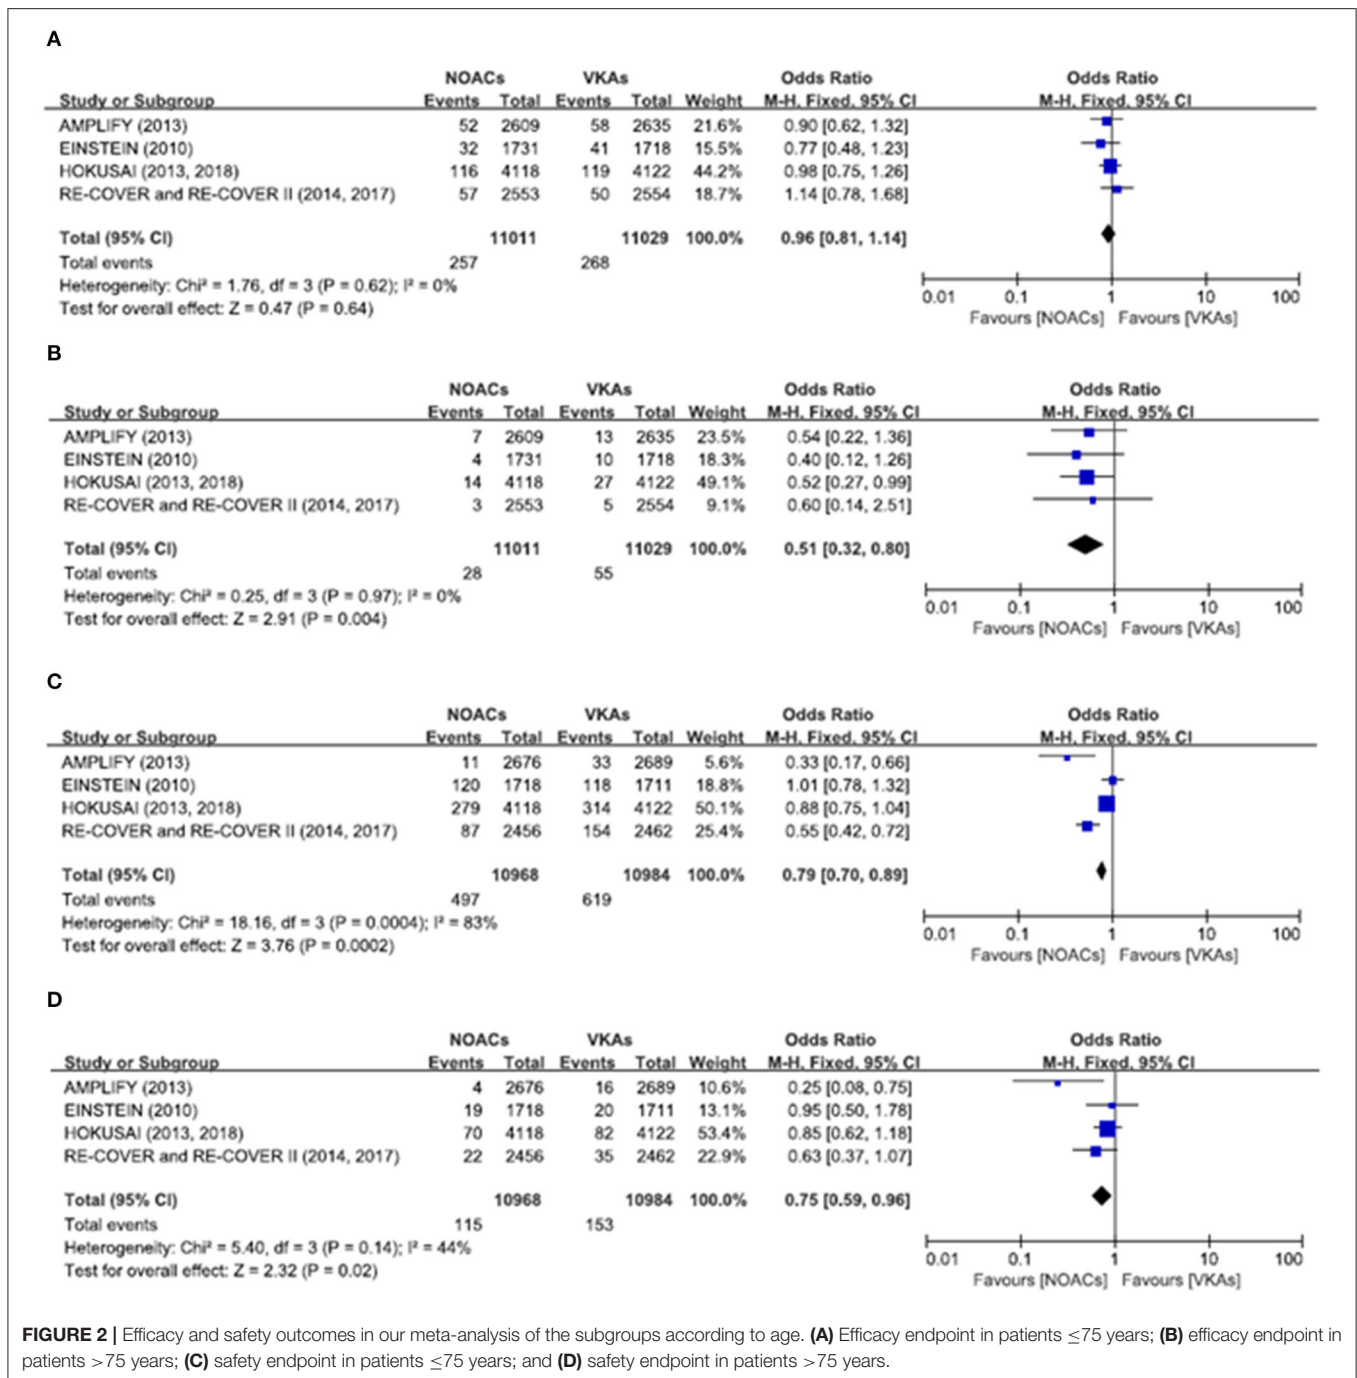 A
NOACs VKAs Odds Ratio Odds Ratio
Study or Subgroup Events Total Events Total Weight M-H, Fixed, 95% CI M-H, Fixed, 95% CI
AMPLIFY (2013) 52 2609 58 2635 21.6% 0.90 [0.62, 1.32]
EINSTEIN (2010) 32 1731 41 1718 15.5% 0.77 [0.48, 1.23]
HOKUSAI (2013, 2018) 116 4118 119 4122 44.2% 0.98 [0.75, 1.26]
RE-COVER and RE-COVER II (2014, 2017) 57 2553 50 2554 18.7% 1.14 [0.78, 1.68]
Total (95% CI) 11011 11029 100.0% 0.96 [0.81, 1.14]
Total events 257 268
Heterogeneity: Chi² = 1.76, df = 3 (P = 0.62); I² = 0%
Test for overall effect: Z = 0.47 (P = 0.64)
0.01 0.1 1 10 100
Favours [NOACs] Favours [VKAs]
B
NOACs VKAs Odds Ratio Odds Ratio
Study or Subgroup Events Total Events Total Weight M-H, Fixed, 95% CI M-H, Fixed, 95% CI
AMPLIFY (2013) 7 2609 13 2635 23.5% 0.54 [0.22, 1.36]
EINSTEIN (2010) 4 1731 10 1718 18.3% 0.40 [0.12, 1.26]
HOKUSAI (2013, 2018) 14 4118 27 4122 49.1% 0.52 [0.27, 0.99]
RE-COVER and RE-COVER II (2014, 2017) 3 2553 5 2554 9.1% 0.60 [0.14, 2.51]
Total (95% CI) 11011 11029 100.0% 0.51 [0.32, 0.80]
Total events 28 55
Heterogeneity: Chi² = 0.25, df = 3 (P = 0.97); I² = 0%
Test for overall effect: Z = 2.91 (P = 0.004)
0.01 0.1 1 10 100
Favours [NOACs] Favours [VKAs]
C
NOACs VKAs Odds Ratio Odds Ratio
Study or Subgroup Events Total Events Total Weight M-H, Fixed, 95% CI M-H, Fixed, 95% CI
AMPLIFY (2013) 11 2676 33 2689 5.6% 0.33 [0.17, 0.66]
EINSTEIN (2010) 120 1718 118 1711 18.8% 1.01 [0.78, 1.32]
HOKUSAI (2013, 2018) 279 4118 314 4122 50.1% 0.88 [0.75, 1.04]
RE-COVER and RE-COVER II (2014, 2017) 87 2456 154 2462 25.4% 0.55 [0.42, 0.72]
Total (95% CI) 10968 10984 100.0% 0.79 [0.70, 0.89]
Total events 497 619
Heterogeneity: Chi² = 18.16, df = 3 (P = 0.0004); I² = 83%
Test for overall effect: Z = 3.76 (P = 0.0002)
0.01 0.1 1 10 100
Favours [NOACs] Favours [VKAs]
D
NOACs VKAs Odds Ratio Odds Ratio
Study or Subgroup Events Total Events Total Weight M-H, Fixed, 95% CI M-H, Fixed, 95% CI
AMPLIFY (2013) 4 2676 16 2689 10.6% 0.25 [0.08, 0.75]
EINSTEIN (2010) 19 1718 20 1711 13.1% 0.95 [0.50, 1.78]
HOKUSAI (2013, 2018) 70 4118 82 4122 53.4% 0.85 [0.62, 1.18]
RE-COVER and RE-COVER II (2014, 2017) 22 2456 35 2462 22.9% 0.63 [0.37, 1.07]
Total (95% CI) 10968 10984 100.0% 0.75 [0.59, 0.96]
Total events 115 153
Heterogeneity: Chi² = 5.40, df = 3 (P = 0.14); I² = 44%
Test for overall effect: Z = 2.32 (P = 0.02)
0.01 0.1 1 10 100
Favours [NOACs] Favours [VKAs]
FIGURE 2 | Efficacy and safety outcomes in our meta-analysis of the subgroups according to age. (A) Efficacy endpoint in patients ≤75 years; (B) efficacy endpoint in
patients >75 years; (C) safety endpoint in patients ≤75 years; and (D) safety endpoint in patients >75 years.